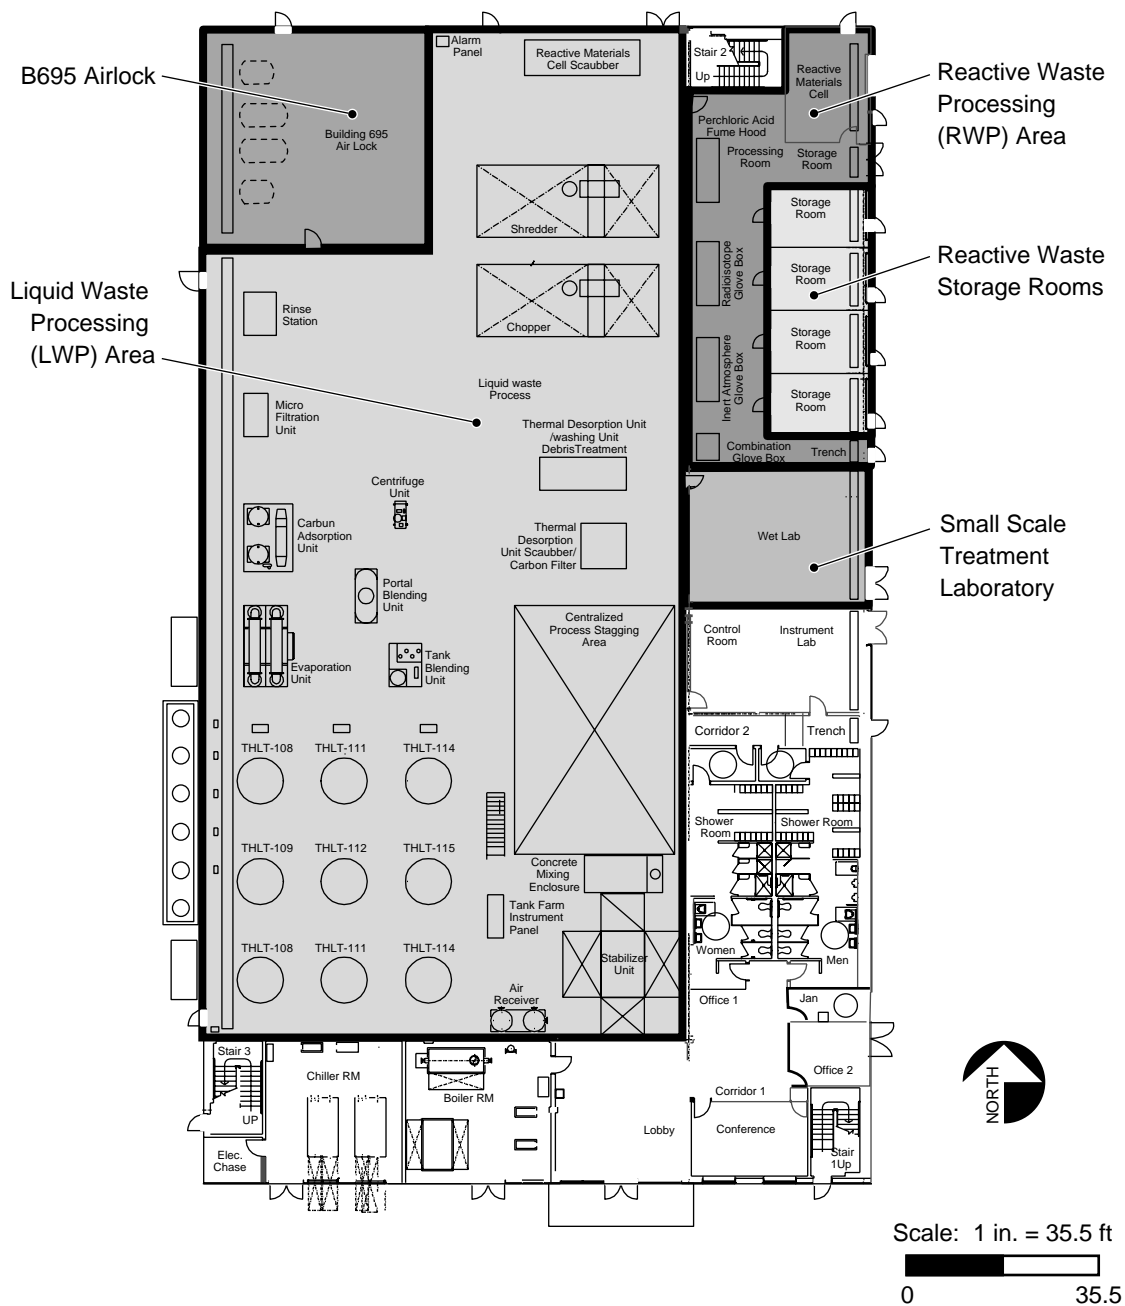 B695 Airlock
Liquid Waste
Processing
(LWP) Area
Reactive Waste
Processing
(RWP) Area
Reactive Waste
Storage Rooms
Small Scale
Treatment
Laboratory
Alarm
Panel
Reactive Materials
Cell Scaubber
Building 695
Air Lock
Shredder
Chopper
Rinse
Station
Liquid waste
Process
Micro
Filtration
Unit
Thermal Desorption Unit
/washing Unit
DebrisTreatment
Centrifuge
Unit
Carbun
Adsorption
Unit
Thermal
Desorption
Unit Scaubber/
Carbon Filter
Portal
Blending
Unit
Centralized
Process Stagging
Area
Evaporation
Unit
Tank
Blending
Unit
THLT-108
THLT-111
THLT-114
THLT-109
THLT-112
THLT-115
Concrete
Mixing
Enclosure
Tank Farm
Instrument
Panel
THLT-108
THLT-111
THLT-114
Stabilizer
Unit
Air
Receiver
Stair 2
Up
Reactive
Materials
Cell
Perchloric Acid
Fume Hood
Processing
Room
Storage
Room
Storage
Room
Storage
Room
Storage
Room
Storage
Room
Radioisotope
Glove Box
Inert Atmosphere
Glove Box
Combination
Glove Box
Trench
Wet Lab
Control
Room
Instrument
Lab
Corridor 2
Trench
Shower
Room
Shower Room
Women
Men
Office 1
Jan
Office 2
Corridor 1
Conference
Lobby
Stair
1Up
Stair 3
UP
Elec.
Chase
Chiller RM
Boiler RM
NORTH
Scale: 1 in. = 35.5 ft
0
35.5